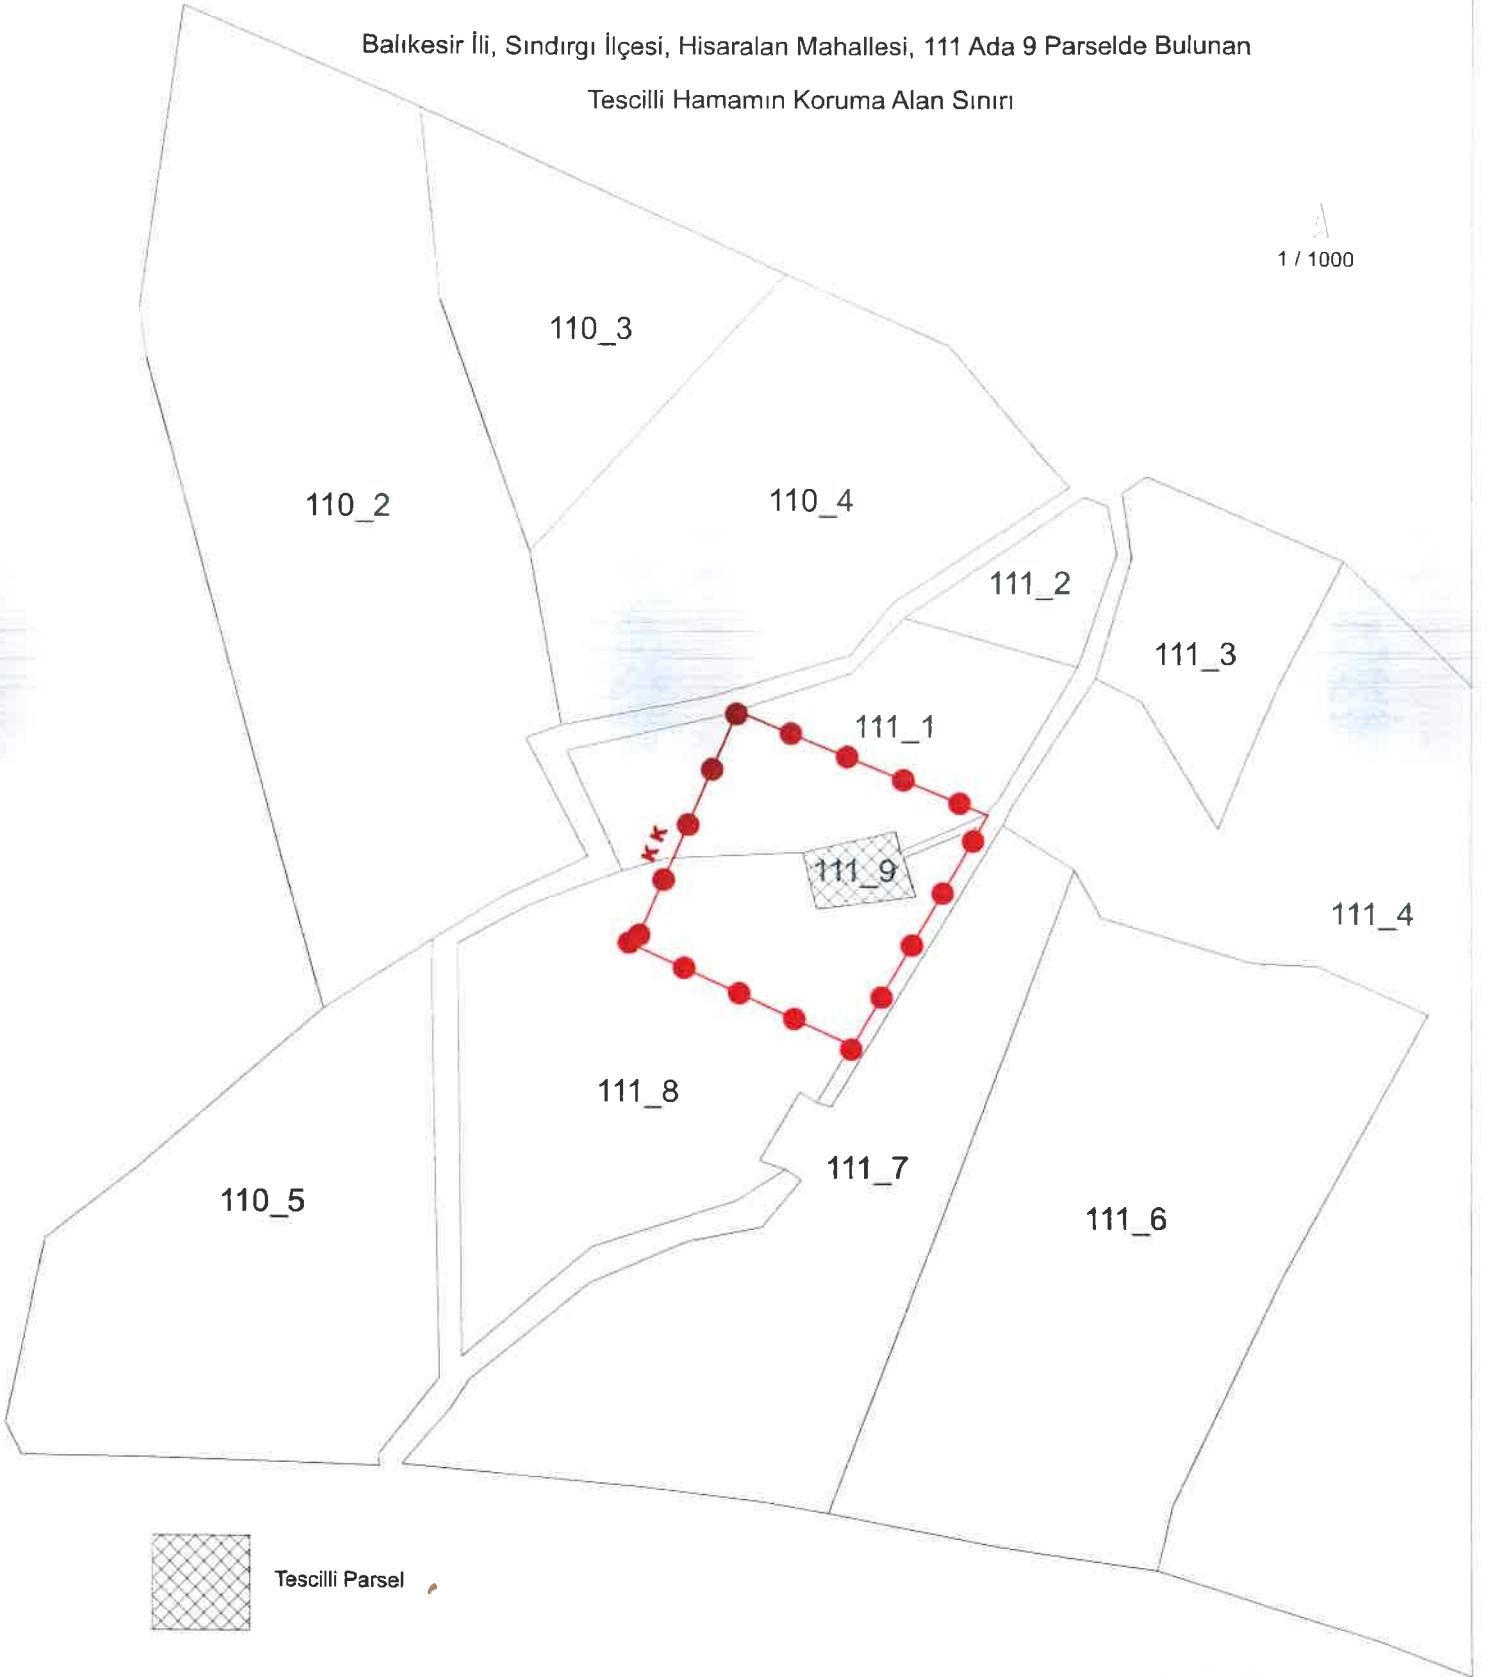 Balıkesir İli, Sındırgı İlçesi, Hisaralan Mahallesi, 111 Ada 9 Parselde Bulunan
Tescilli Hamamın Koruma Alan Sınırı
1 / 1000
110_3
110_2
110_4
111_2
111_3
111_1
K K
111_9
111_4
111_8
111_7
110_5
111_6
Tescilli Parsel